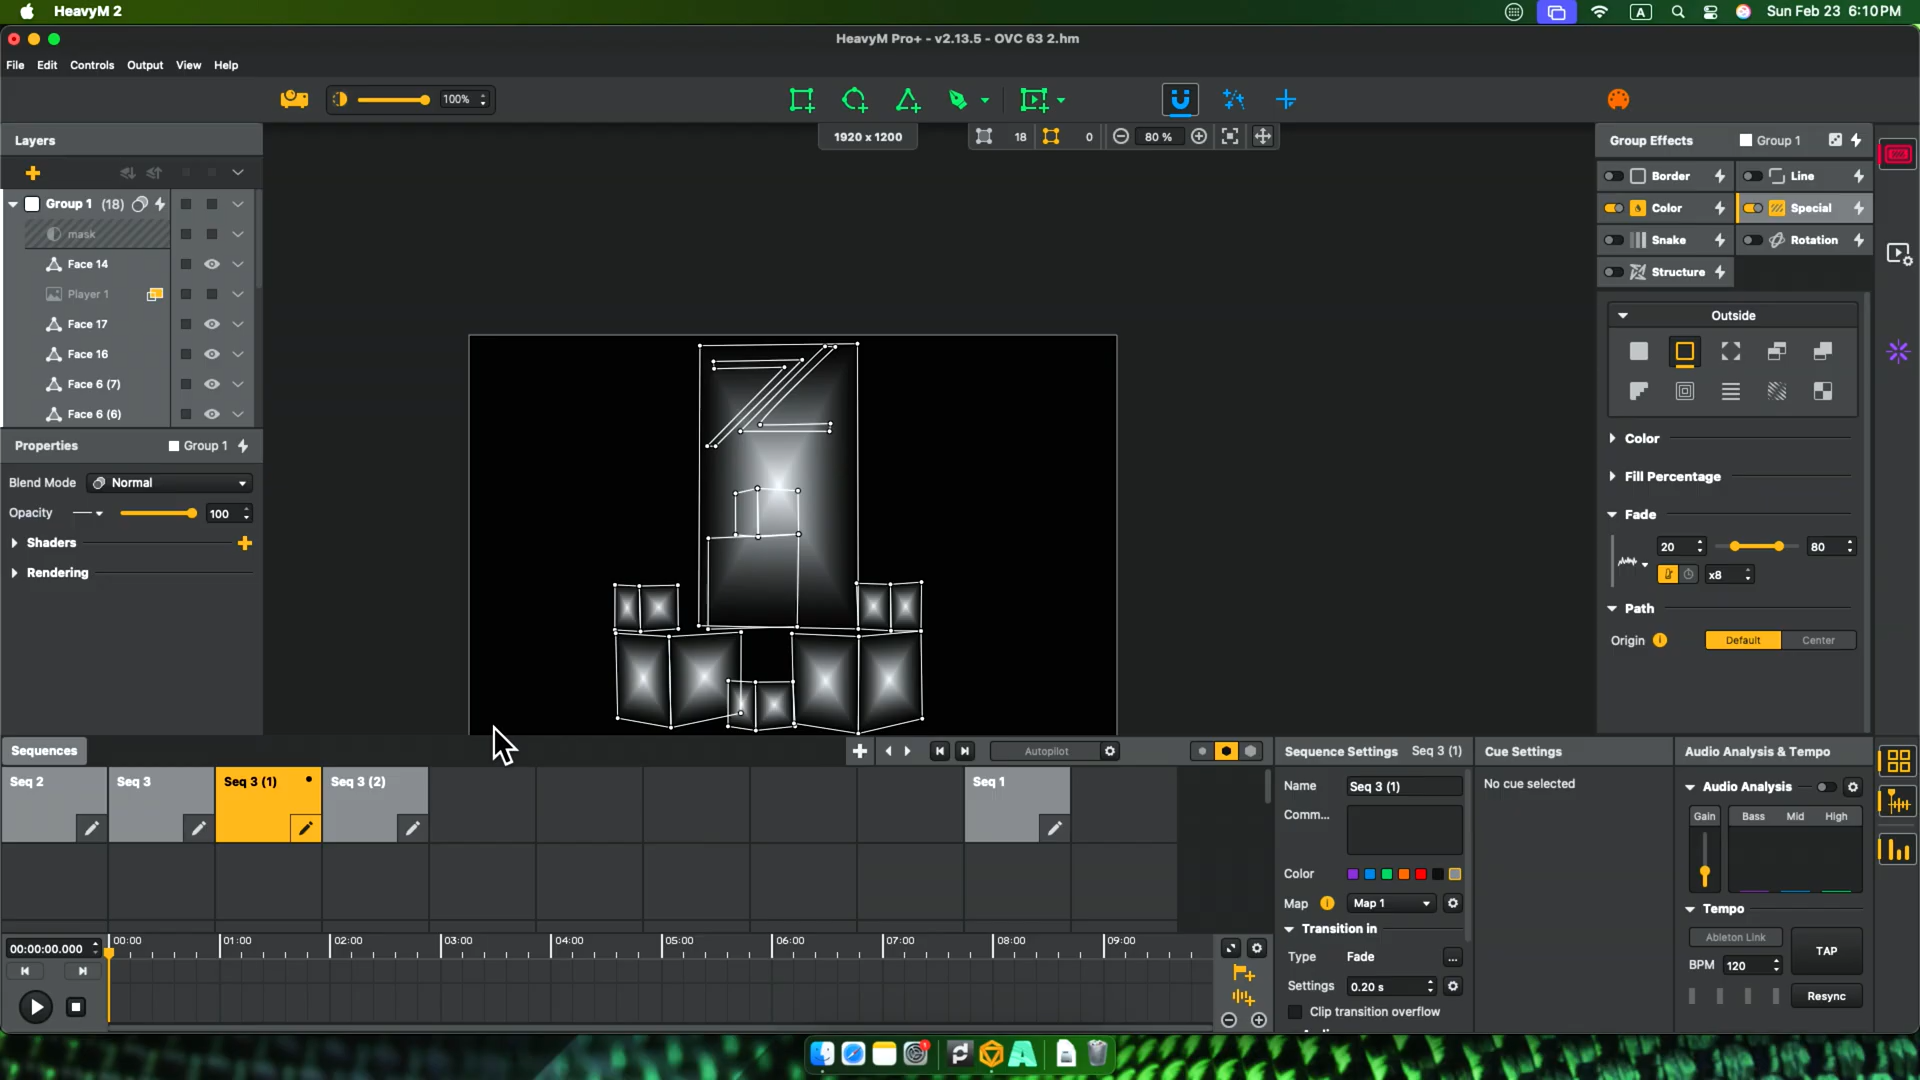 HeavyM 2
A
Sun Feb 23 6:10 PM
HeavyM Pro+ - v2.13.5 - OVC 63 2.hm
File Edit Controls Output View Help
100%
1920 x 1200
18
0
80 %
Layers
Group 1 (18)
mask
Face 14
Player 1
Face 17
Face 16
Face 6 (7)
Face 6 (6)
Properties
Group 1
Blend Mode
Normal
Opacity
100
Shaders
Rendering
Group Effects
Group 1
Border
Line
Color
Special
Snake
Rotation
Structure
Outside
Color
Fill Percentage
Fade
20
80
x8
Path
Origin
Default
Center
Sequences
Autopilot
Seq 2
Seq 3
Seq 3 (1)
Seq 3 (2)
Seq 1
00:00:00.000
00:00
01:00
02:00
03:00
04:00
05:00
06:00
07:00
08:00
09:00
Sequence Settings
Seq 3 (1)
Name
Seq 3 (1)
Comm...
Color
Map
Map 1
Transition in
Type
Fade
...
Settings
0.20 s
Clip transition overflow
Cue Settings
No cue selected
Audio Analysis & Tempo
Audio Analysis
Gain
Bass
Mid
High
Tempo
Ableton Link
TAP
BPM
120
Resync
1